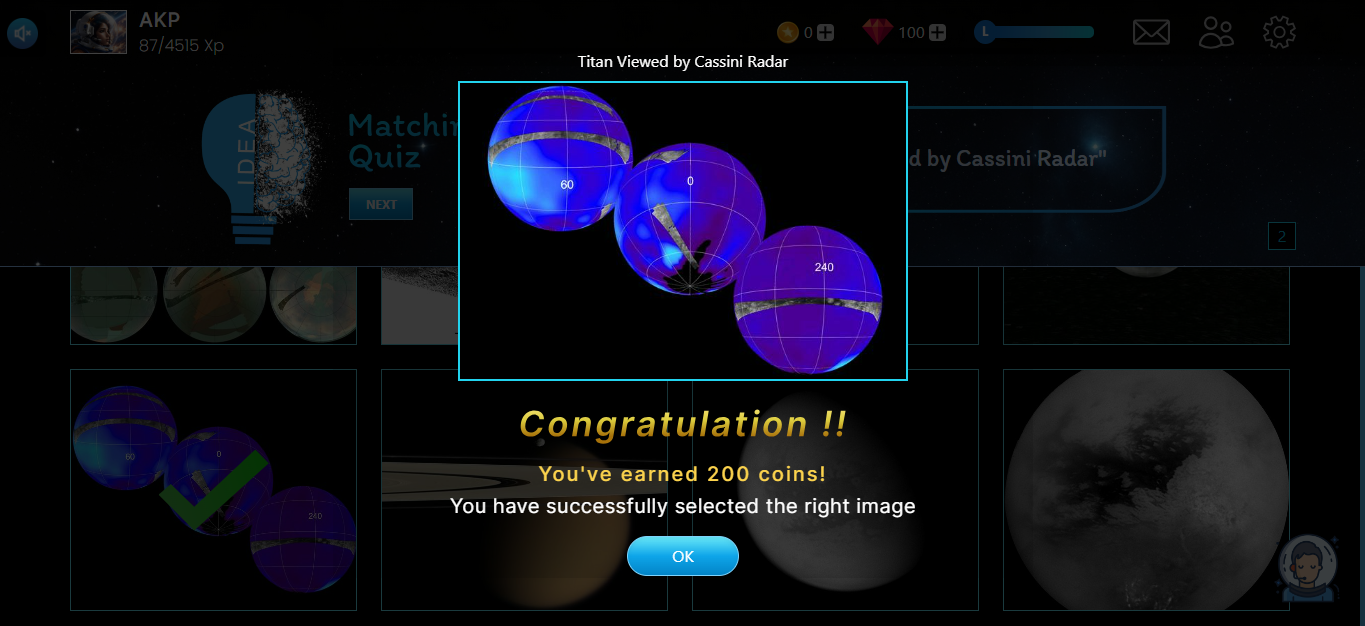 AKP
87/4515 Xp
0
100
L
Titan Viewed by Cassini Radar
60
0
240
IDEA
Matchin
Quiz
NEXT
d by Cassini Radar"
2
60
0
240
Congratulation !!
You've earned 200 coins!
You have successfully selected the right image
OK